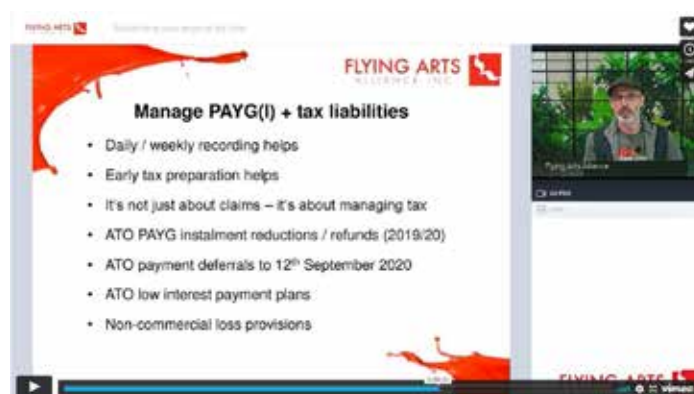 FLYING ARTS
FLYING ARTS
ALLIANCE INC
Manage PAYG(I) + tax liabilities
• Daily / weekly recording helps
• Early tax preparation helps
• It's not just about claims – it's about managing tax
• ATO PAYG instalment reductions / refunds (2019/20)
• ATO payment deferrals to 12th September 2020
• ATO low interest payment plans
• Non-commercial loss provisions
Flying Arts Alliance
FLYING ARTS
vimeo